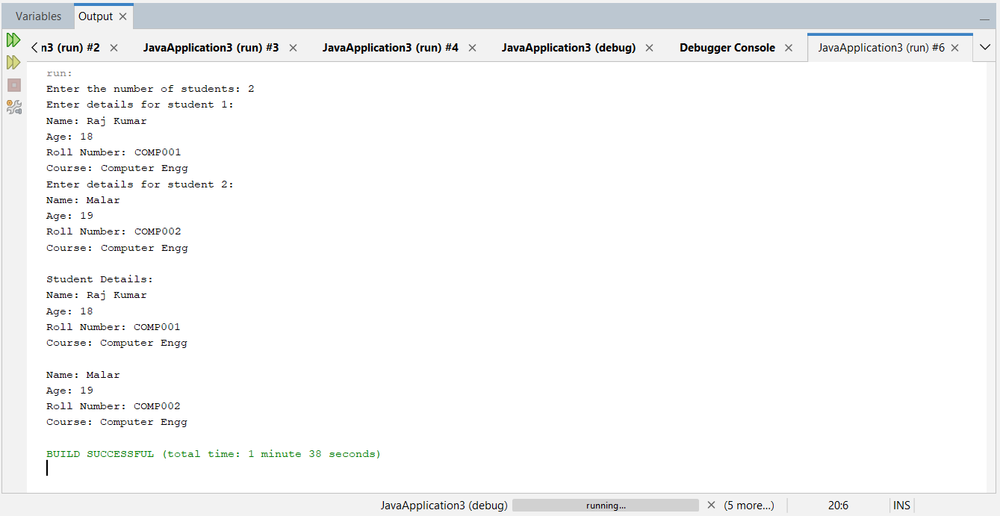 Variables Output
n3 (run) #2 JavaApplication3 (run) #3 JavaApplication3 (run) #4 JavaApplication3 (debug) Debugger Console JavaApplication3 (run) #6
run:
Enter the number of students: 2
Enter details for student 1:
Name: Raj Kumar
Age: 18
Roll Number: COMP001
Course: Computer Engg
Enter details for student 2:
Name: Malar
Age: 19
Roll Number: COMP002
Course: Computer Engg
Student Details:
Name: Raj Kumar
Age: 18
Roll Number: COMP001
Course: Computer Engg
Name: Malar
Age: 19
Roll Number: COMP002
Course: Computer Engg
BUILD SUCCESSFUL (total time: 1 minute 38 seconds)
JavaApplication3 (debug) running... (5 more...) 20:6 INS